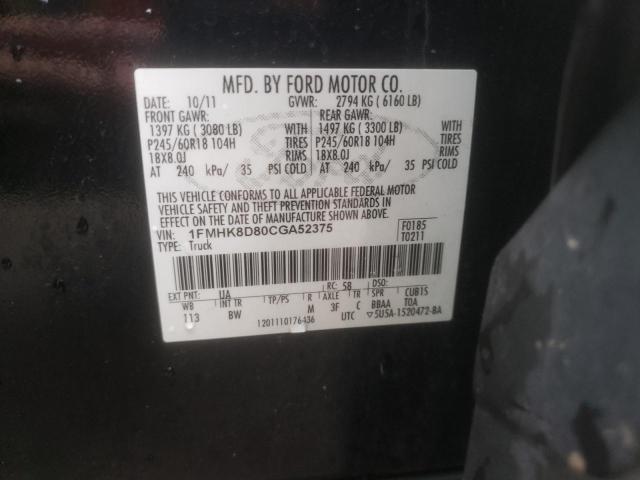 MFD. BY FORD MOTOR CO.
DATE: 10/11 GVWR: 2794 KG ( 6160 LB)
FRONT GAWR: REAR GAWR:
1397 KG ( 3080 LB) WITH 1497 KG ( 3300 LB) WITH
P245/60R18 104H TIRES P245/60R18 104H TIRES
18X8.0J RIMS 18X8.0J RIMS
AT 240 kPa/ 35 PSI COLD AT 240 kPa/ 35 PSI COLD
THIS VEHICLE CONFORMS TO ALL APPLICABLE FEDERAL MOTOR
VEHICLE SAFETY AND THEFT PREVENTION STANDARDS IN
EFFECT ON THE DATE OF MANUFACTURE SHOWN ABOVE.
VIN: 1FMHK8D80CGA52375 F0185
TYPE: Truck T0211
EXT PNT: UA RC: 58 DSO:
WB INT TR TP/PS R AXLE TR SPR CUBIS
113 BW M 3F C BBAA TOA
1201110176436 UTC ▽5U5A-1520472-BA